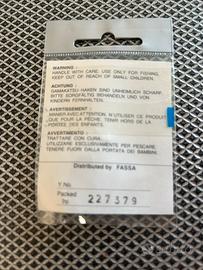 WARNING :
HANDLE WITH CARE. USE ONLY FOR FISHING.
KEEP OUT OF REACH OF SMALL CHILDREN.
ACHTUNG :
GAMAKATSU HAKEN SIND UNHEIMLICH SCHARF.
BITTE SORGFÄLTIG BEHANDELN UND VON
KINDERN FERNHALTEN.
AVERTISSEMENT :
MANIER AVEC ATTENTION. N'UTILISER CE PRODUIT
QUE POUR LA PÊCHE. TENIR HORS DE LA
PORTÉE DES ENFANTS.
AVVERTIMENTO :
TRATTARE CON CURA.
UTILIZZARE ESCLUSIVAMENTE PER PESCARE.
TENERE FUORI DALLA PORTATA DEI BAMBINI.
Distributed by FASSA
Y No.
Packed
by 227379